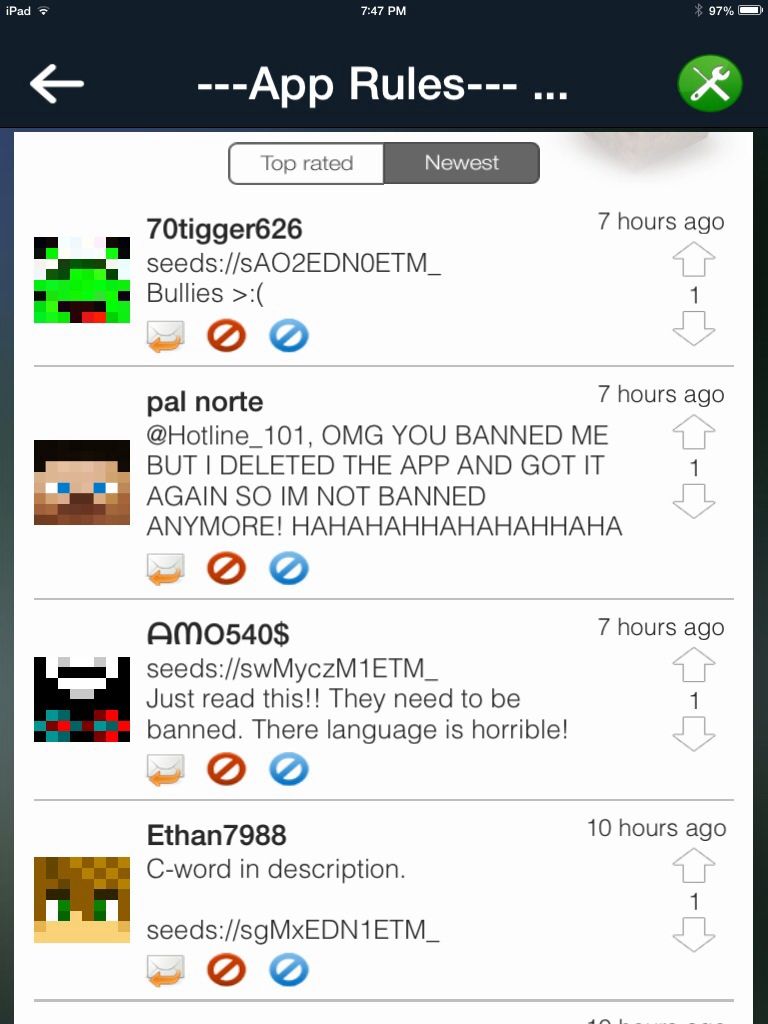 iPad 7:47 PM 97%
---App Rules--- ...
Top rated Newest
70tigger626 7 hours ago
seeds://sAO2EDN0ETM_
Bullies >:(
1
pal norte 7 hours ago
@Hotline_101, OMG YOU BANNED ME
BUT I DELETED THE APP AND GOT IT
AGAIN SO IM NOT BANNED
ANYMORE! HAHAHAHHAHAHAHHAHA
1
ᗩᗰO540$ 7 hours ago
seeds://swMyczM1ETM_
Just read this!! They need to be
banned. There language is horrible!
1
Ethan7988 10 hours ago
C-word in description.
seeds://sgMxEDN1ETM_
1